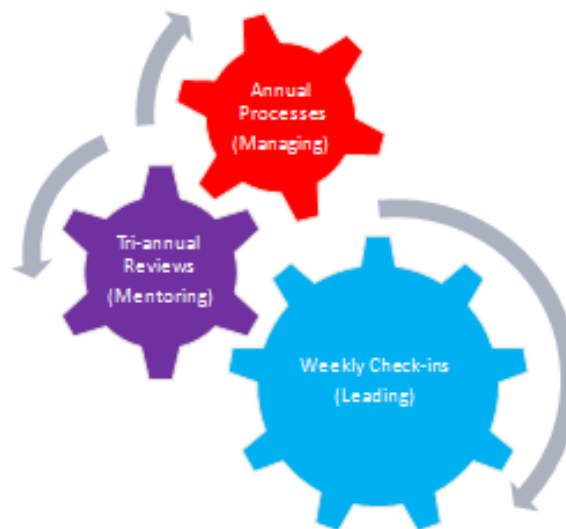 Annual
Processes
(Managing)
Tri-annual
Reviews
(Mentoring)
Weekly Check-ins
(Leading)